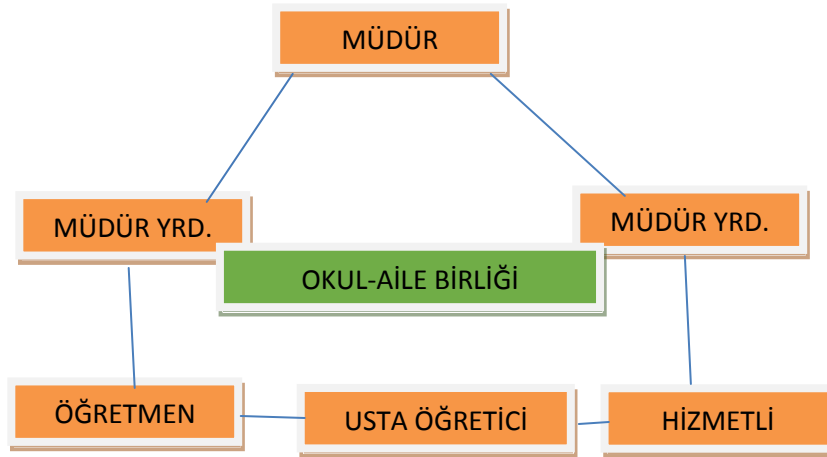 MÜDÜR
MÜDÜR YRD.
MÜDÜR YRD.
OKUL-AİLE BİRLİĞİ
ÖĞRETMEN
USTA ÖĞRETİCİ
HİZMETLİ